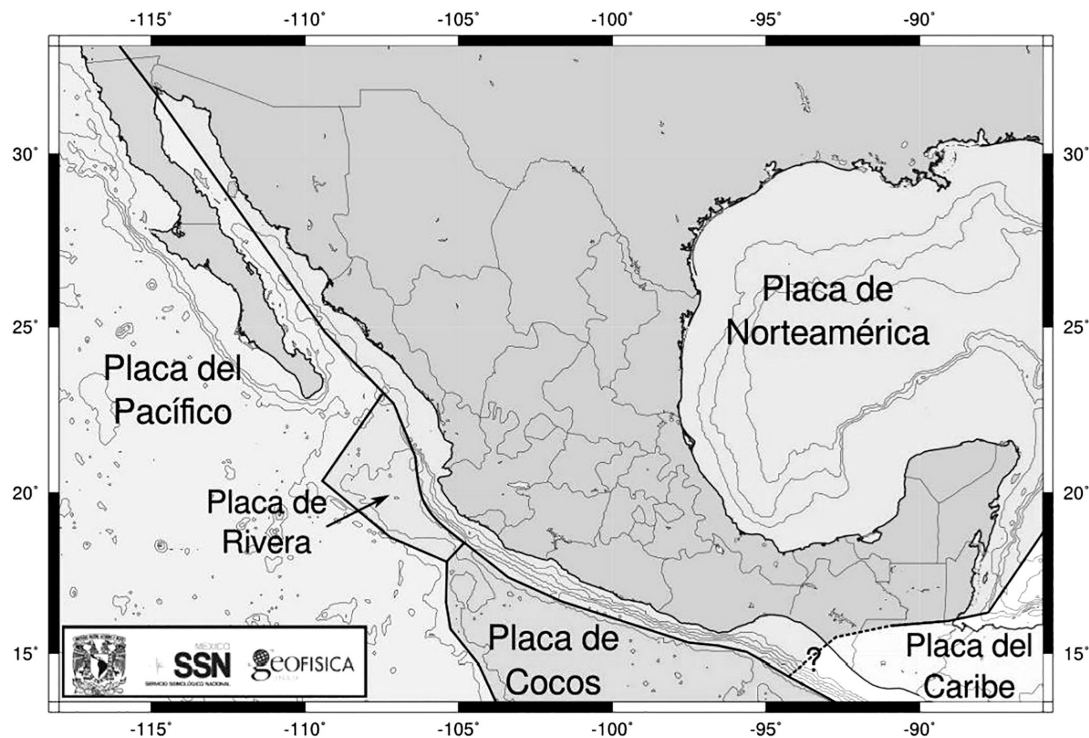 -115° -110° -105° -100° -95° -90°
30° 30°
25° 25°
20° 20°
15° 15°
Placa de
Norteamérica
Placa del
Pacífico
Placa de
Rivera
Placa de
Cocos
?
Placa del
Caribe
MÉXICO
SSN
SERVICIO SISMOLÓGICO NACIONAL
geOFISICA
-115° -110° -105° -100° -95° -90°